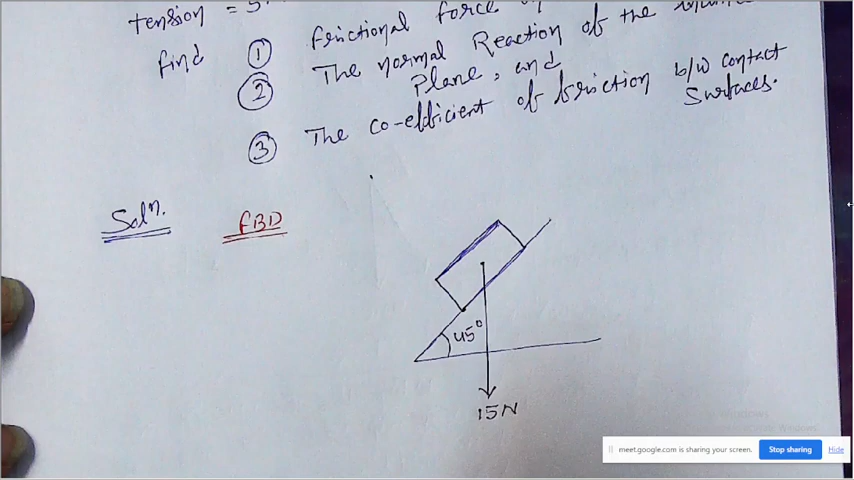 tension =
find ① frictional force
② The normal Reaction of the
Plane, and
③ The co-efficient of friction b/w contact
Surfaces.
Soln.
FBD
45°
15N
meet.google.com is sharing your screen.
Stop sharing
Hide